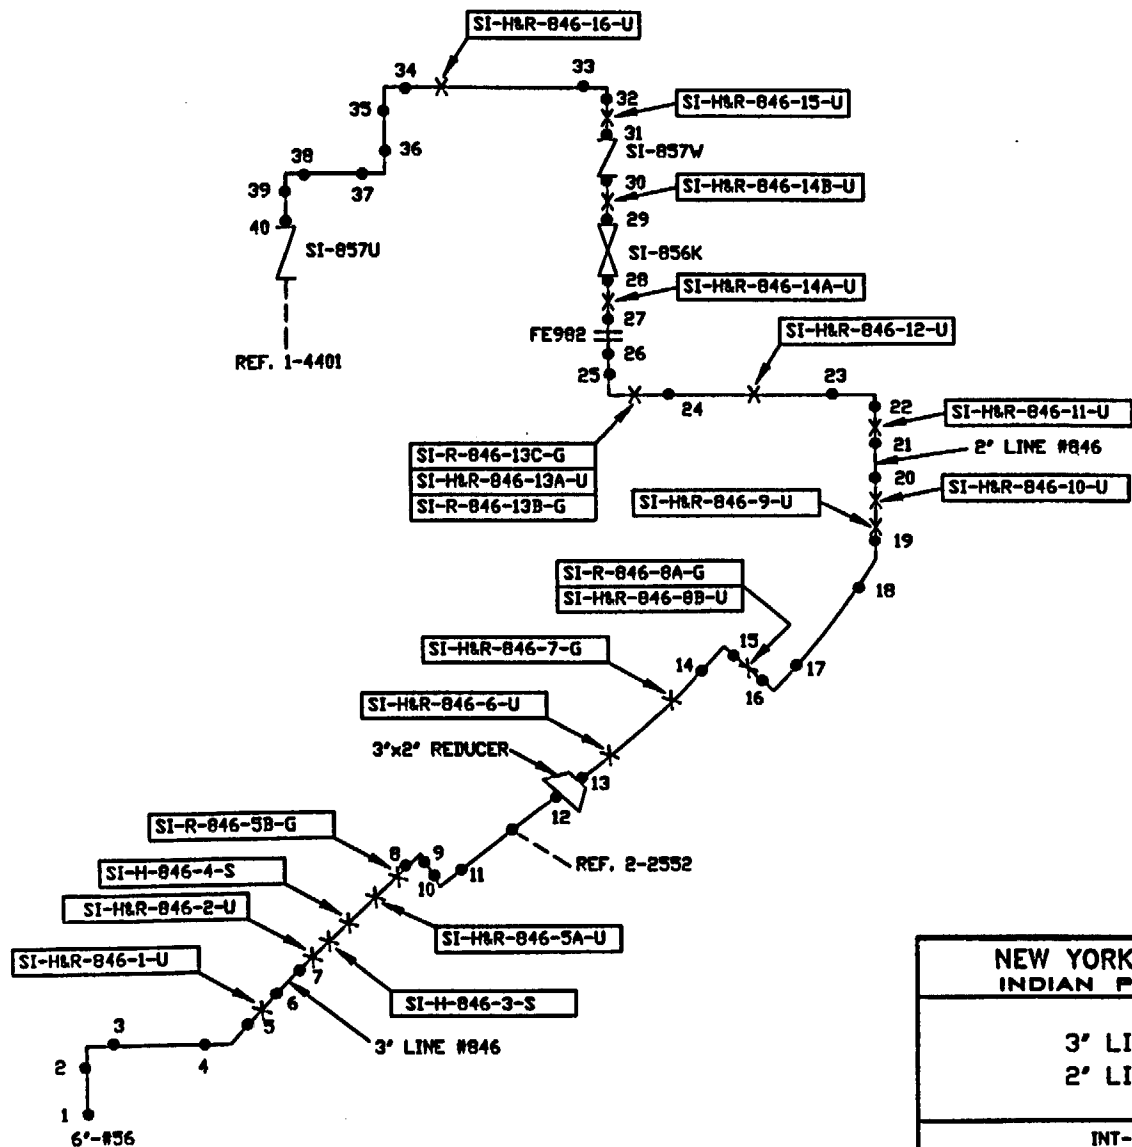 SI-H&R-846-16-U
34
33
35
32
SI-H&R-846-15-U
31
36
SI-857W
38
30
SI-H&R-846-14B-U
39
37
29
40
SI-857U
SI-856K
28
SI-H&R-846-14A-U
27
FE982
SI-H&R-846-12-U
REF. 1-4401
26
25
23
24
22
SI-H&R-846-11-U
21
2" LINE #846
SI-R-846-13C-G
SI-H&R-846-13A-U
SI-R-846-13B-G
20
SI-H&R-846-10-U
SI-H&R-846-9-U
19
SI-R-846-8A-G
SI-H&R-846-8B-U
18
15
SI-H&R-846-7-G
14
17
16
SI-H&R-846-6-U
3"x2" REDUCER
13
12
SI-R-846-5B-G
8
9
REF. 2-2552
SI-H-846-4-S
10
11
SI-H&R-846-2-U
SI-H&R-846-5A-U
SI-H&R-846-1-U
7
6
SI-H-846-3-S
5
3
4
3" LINE #846
2
1
6"-#56
NEW YORK
INDIAN P
3" LI
2" LI
INT-